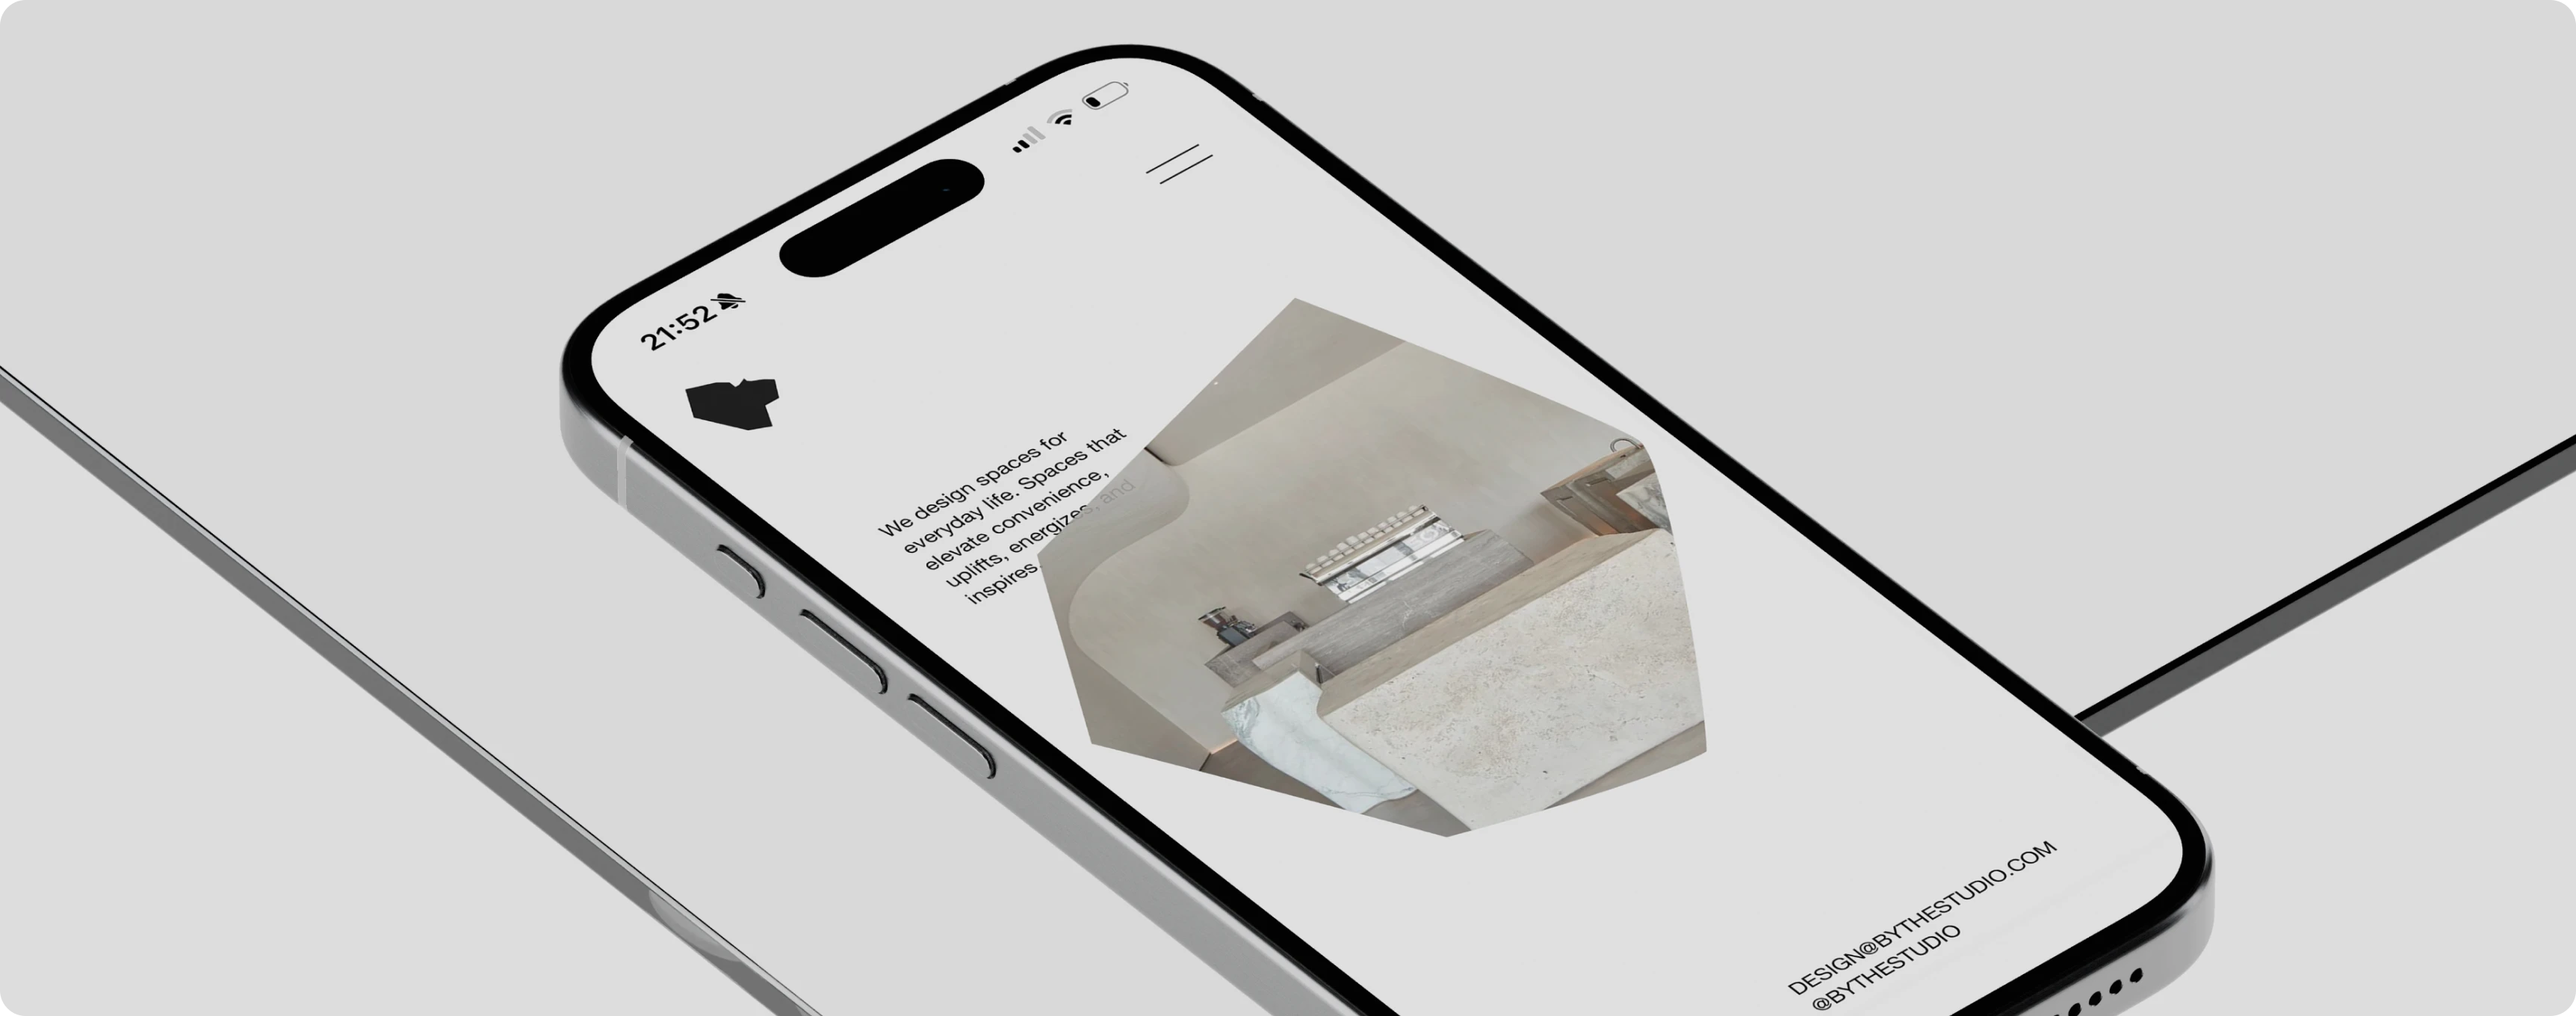 21:52
We design spaces for
everyday life. Spaces that
elevate convenience,
uplifts, energizes, and
inspires.
DESIGN@BYTHESTUDIO.COM
@BYTHESTUDIO